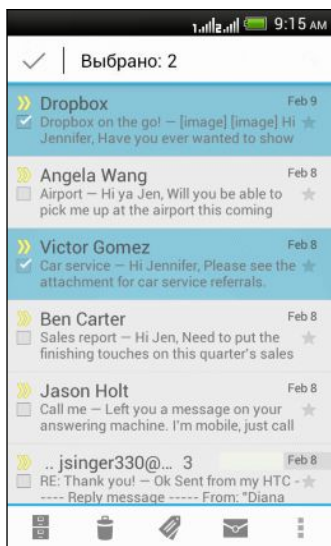 9:15 AM
Выбрано: 2
Dropbox Feb 9
Dropbox on the go! – [image] [image] Hi
Jennifer, Have you ever wanted to show
Angela Wang Feb 8
Airport – Hi ya Jen, Will you be able to
pick me up at the airport this coming
Victor Gomez Feb 8
Car service – Hi Jennifer, Please see the
attachment for car service referrals.
Ben Carter Feb 8
Sales report – Hi Jen, Need to put the
finishing touches on this quarter's sales
Jason Holt Feb 8
Call me – Left you a message on your
answering machine. I'm mobile, just call
.. jsinger330@... 3 Feb 8
RE: Thank you! – Ok Sent from my HTC -
---- Reply message ----- From: "Diana